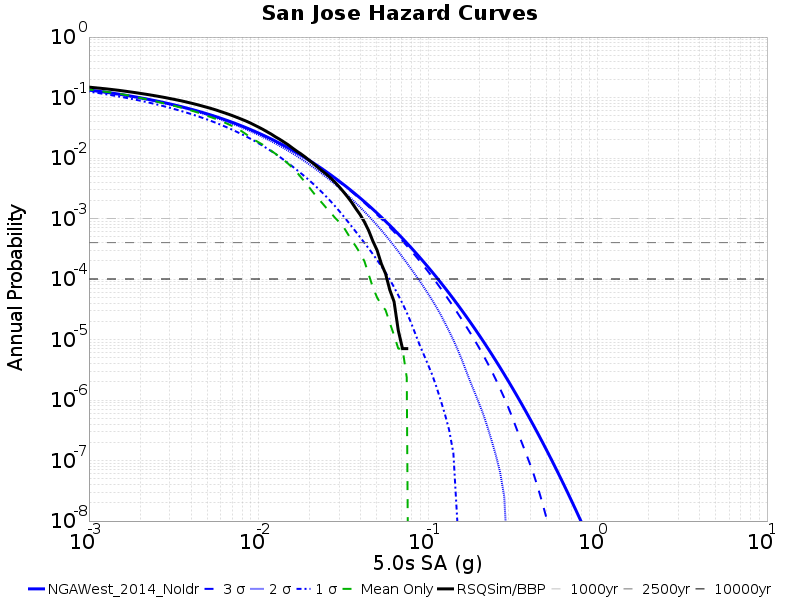 San Jose Hazard Curves
Annual Probability
10^0
10^-1
10^-2
10^-3
10^-4
10^-5
10^-6
10^-7
10^-8
10^-3 10^-2 10^-1 10^0 10^1
5.0s SA (g)
NGAWest_2014_NoIdr 3 σ 2 σ 1 σ Mean Only RSQSim/BBP 1000yr 2500yr 10000yr